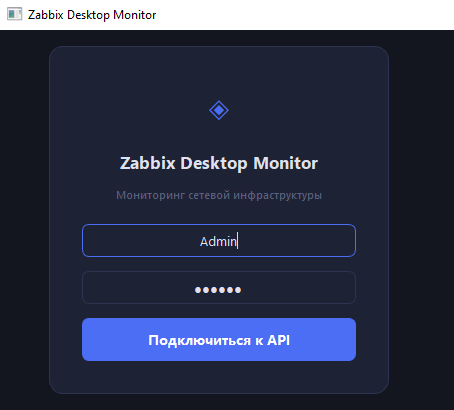 Zabbix Desktop Monitor
Zabbix Desktop Monitor
Мониторинг сетевой инфраструктуры
Admin
●●●●●●
Подключиться к API